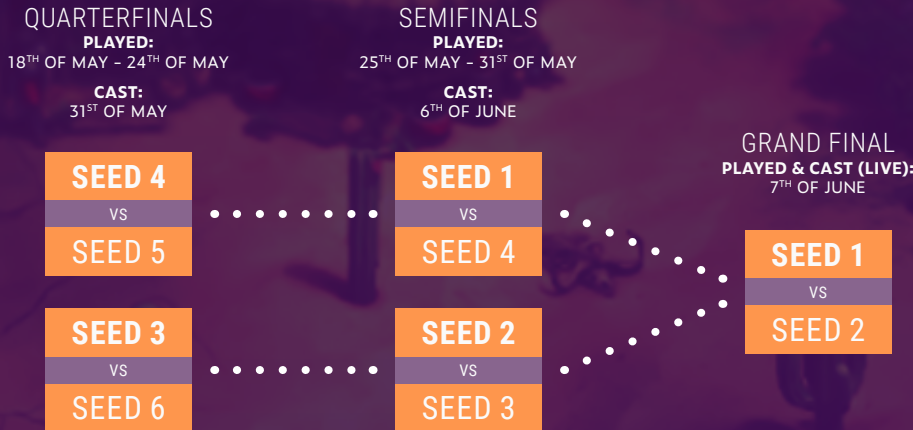 QUARTERFINALS
PLAYED:
18TH OF MAY - 24TH OF MAY
CAST:
31ST OF MAY
SEED 4
VS
SEED 5
SEED 3
VS
SEED 6
SEMIFINALS
PLAYED:
25TH OF MAY - 31ST OF MAY
CAST:
6TH OF JUNE
SEED 1
VS
SEED 4
SEED 2
VS
SEED 3
GRAND FINAL
PLAYED & CAST (LIVE):
7TH OF JUNE
SEED 1
VS
SEED 2